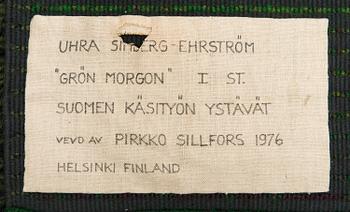 UHRA SIMBERG-EHRSTRÖM
"GRÖN MORGON" I ST.
SUOMEN KÄSITYÖN YSTÄVÄT
VEVD AV PIRKKO SILLFORS 1976
HELSINKI FINLAND